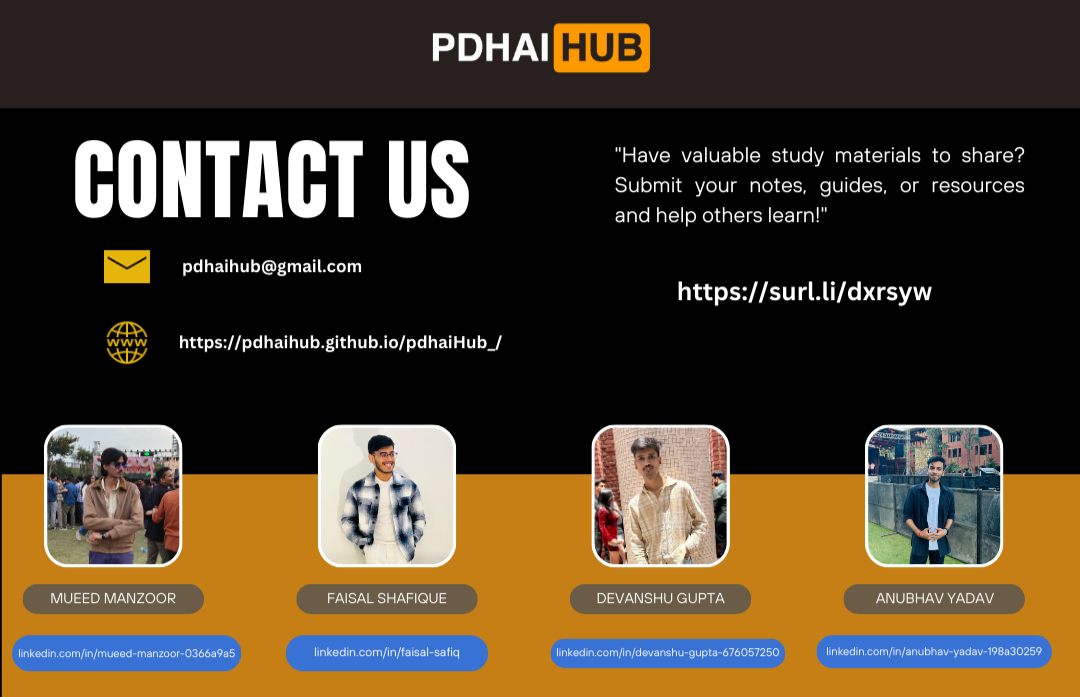 PDHAI HUB
CONTACT US
pdhaihub@gmail.com
www
https://pdhaihub.github.io/pdhaiHub_/
"Have valuable study materials to share?
Submit your notes, guides, or resources
and help others learn!"
https://surl.li/dxrsyw
MUEED MANZOOR
linkedin.com/in/mueed-manzoor-0366a9a5
FAISAL SHAFIQUE
linkedin.com/in/faisal-safiq
DEVANSHU GUPTA
linkedin.com/in/devanshu-gupta-676057250
ANUBHAV YADAV
linkedin.com/in/anubhav-yadav-198a30259